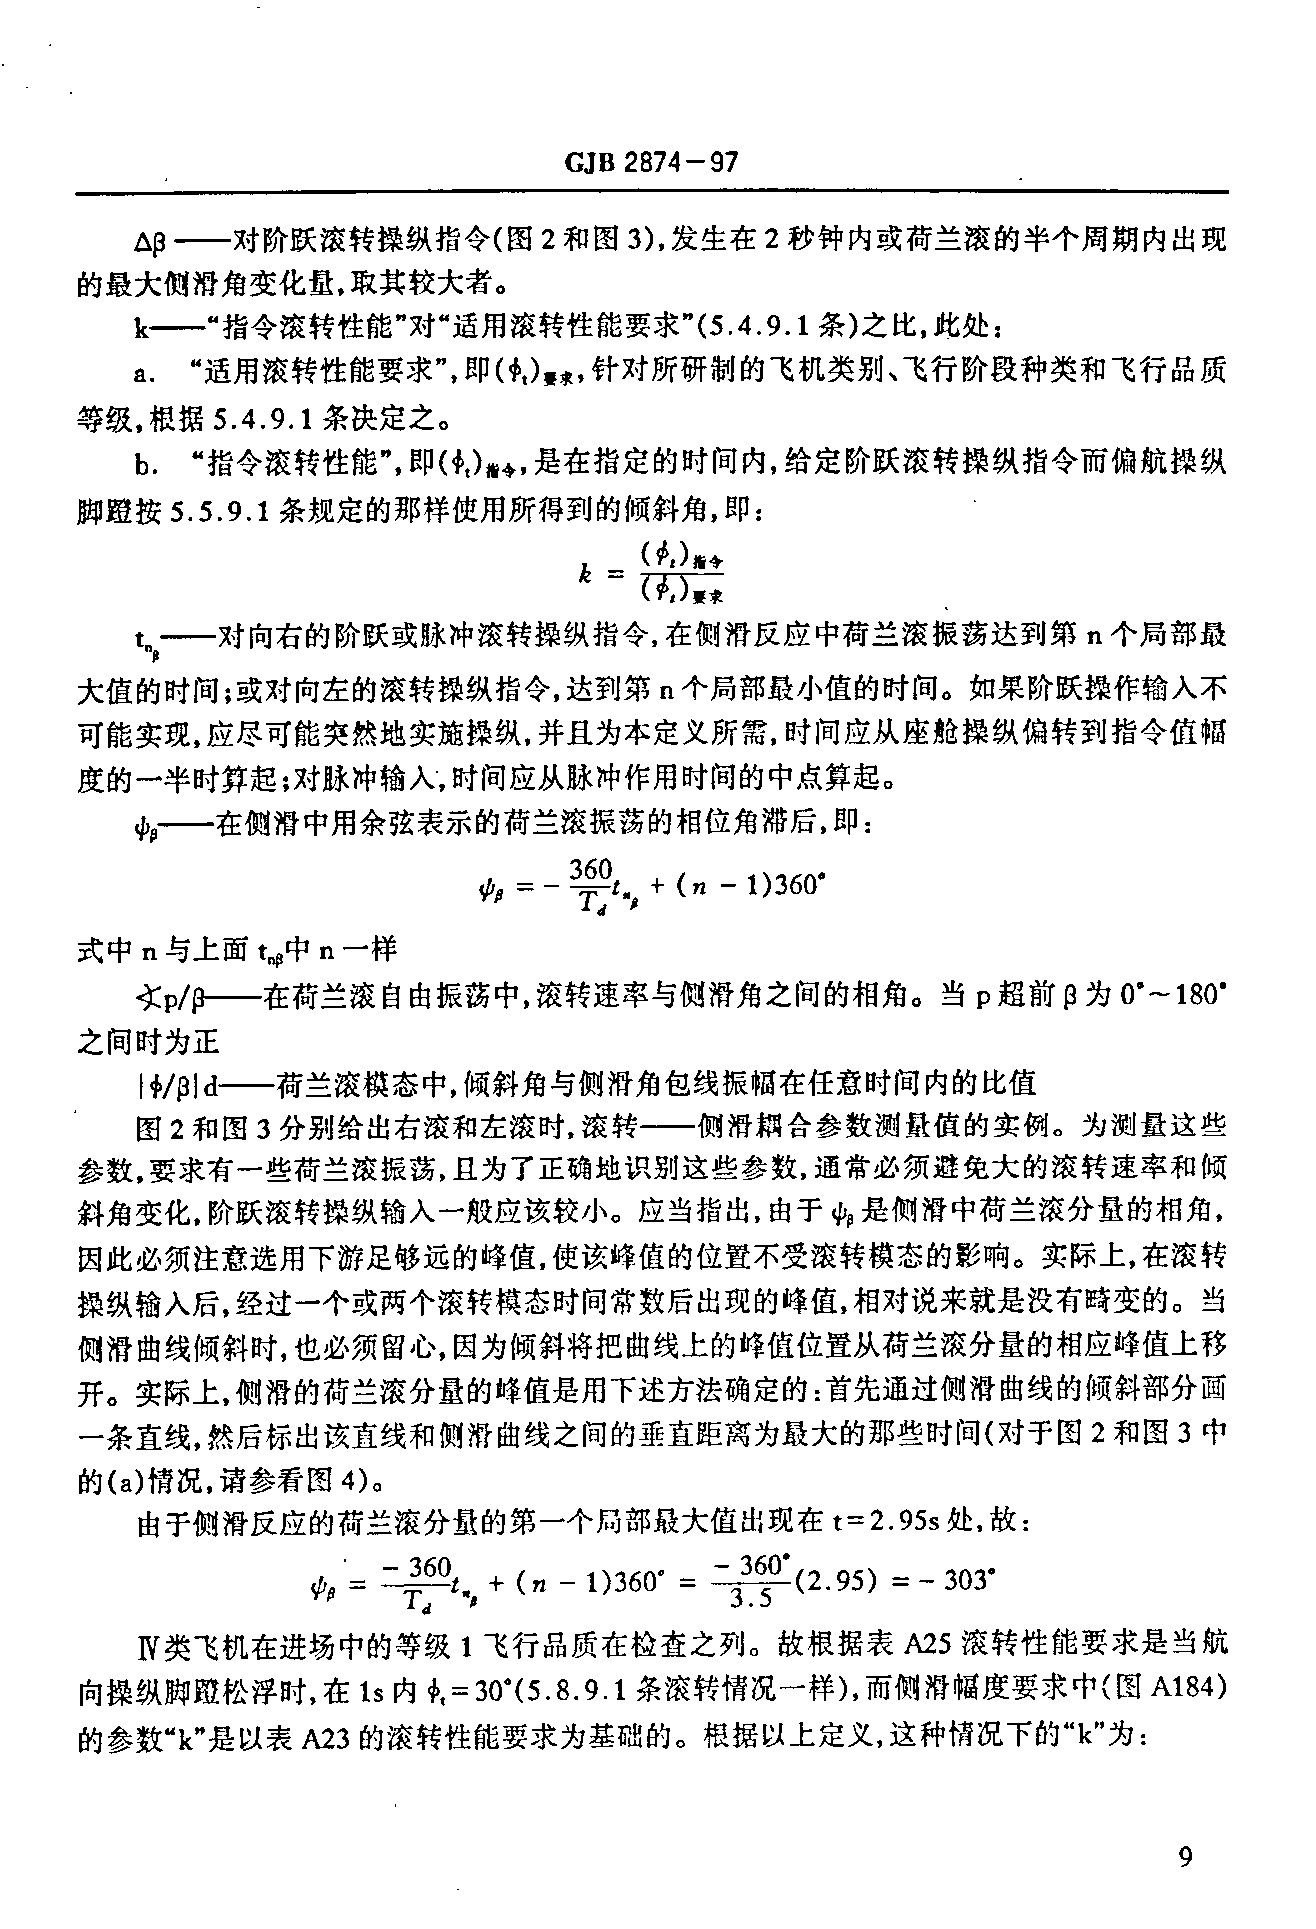 GJB 2874－97
Δβ——对阶跃滚转操纵指令(图 2 和图 3),发生在 2 秒钟内或荷兰滚的半个周期内出现
的最大侧滑角变化量,取其较大者。
k——“指令滚转性能”对“适用滚转性能要求”(5.4.9.1 条)之比,此处:
a. “适用滚转性能要求”,即(ϕt)要求,针对所研制的飞机类别、飞行阶段种类和飞行品质
等级,根据 5.4.9.1 条决定之。
b. “指令滚转性能”,即(ϕt)指令,是在指定的时间内,给定阶跃滚转操纵指令而偏航操纵
脚蹬按 5.5.9.1 条规定的那样使用所得到的倾斜角,即:
k = (ϕt)指令 / (ϕt)要求
tnβ——对向右的阶跃或脉冲滚转操纵指令,在侧滑反应中荷兰滚振荡达到第 n 个局部最
大值的时间;或对向左的滚转操纵指令,达到第 n 个局部最小值的时间。如果阶跃操作输入不
可能实现,应尽可能突然地实施操纵,并且为本定义所需,时间应从座舱操纵偏转到指令值幅
度的一半时算起;对脉冲输入,时间应从脉冲作用时间的中点算起。
ψβ——在侧滑中用余弦表示的荷兰滚振荡的相位角滞后,即:
ψβ = − 360/Td tnβ + (n − 1)360°
式中 n 与上面 tnβ中 n 一样
∢p/β——在荷兰滚自由振荡中,滚转速率与侧滑角之间的相角。当 p 超前 β 为 0°～180°
之间时为正
|ϕ/β|d——荷兰滚模态中,倾斜角与侧滑角包线振幅在任意时间内的比值
图 2 和图 3 分别给出右滚和左滚时,滚转——侧滑耦合参数测量值的实例。为测量这些
参数,要求有一些荷兰滚振荡,且为了正确地识别这些参数,通常必须避免大的滚转速率和倾
斜角变化,阶跃滚转操纵输入一般应该较小。应当指出,由于 ψβ 是侧滑中荷兰滚分量的相角,
因此必须注意选用下游足够远的峰值,使该峰值的位置不受滚转模态的影响。实际上,在滚转
操纵输入后,经过一个或两个滚转模态时间常数后出现的峰值,相对说来就是没有畸变的。当
侧滑曲线倾斜时,也必须留心,因为倾斜将把曲线上的峰值位置从荷兰滚分量的相应峰值上移
开。实际上,侧滑的荷兰滚分量的峰值是用下述方法确定的:首先通过侧滑曲线的倾斜部分画
一条直线,然后标出该直线和侧滑曲线之间的垂直距离为最大的那些时间(对于图 2 和图 3 中
的(a)情况,请参看图 4)。
由于侧滑反应的荷兰滚分量的第一个局部最大值出现在 t=2.95s 处,故:
ψβ = −360/Td tnβ + (n − 1)360° = −360°/3.5 (2.95) = − 303°
Ⅳ类飞机在进场中的等级 1 飞行品质在检查之列。故根据表 A25 滚转性能要求是当航
向操纵脚蹬松浮时,在 1s 内 ϕt=30°(5.8.9.1 条滚转情况一样),而侧滑幅度要求中(图 A184)
的参数“k”是以表 A23 的滚转性能要求为基础的。根据以上定义,这种情况下的“k”为:
9